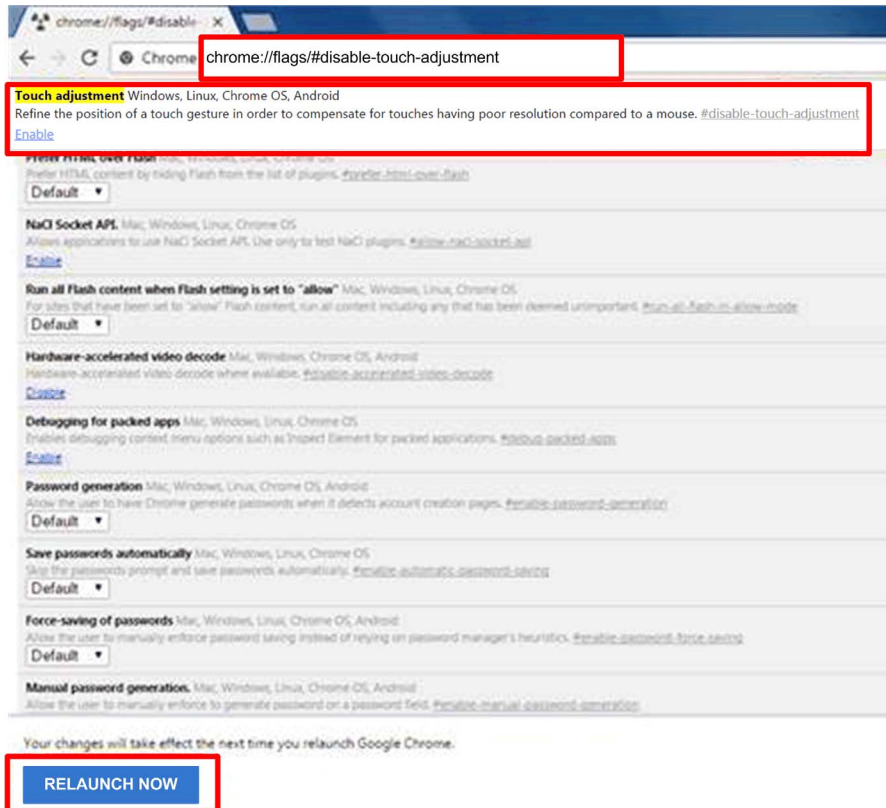 chrome://flags/#disable-
Chrome
chrome://flags/#disable-touch-adjustment
Touch adjustment Windows, Linux, Chrome OS, Android
Refine the position of a touch gesture in order to compensate for touches having poor resolution compared to a mouse. #disable-touch-adjustment
Enable
Prefer HTML over Flash Mac, Windows, Linux, Chrome OS
Prefer HTML content by hiding Flash from the list of plugins. #prefer-html-over-flash
Default
NaCl Socket API. Mac, Windows, Linux, Chrome OS
Allows applications to use NaCl Socket API. Use only to test NaCl plugins. #allow-nacl-socket-api
Enable
Run all Flash content when Flash setting is set to "allow" Mac, Windows, Linux, Chrome OS
For sites that have been set to "allow" Flash content, run all content including any that has been deemed unimportant. #run-all-flash-in-allow-mode
Default
Hardware-accelerated video decode Mac, Windows, Chrome OS, Android
Hardware-accelerated video decode where available. #disable-accelerated-video-decode
Disable
Debugging for packed apps Mac, Windows, Linux, Chrome OS
Enables debugging context menu options such as Inspect Element for packed applications. #debug-packed-apps
Enable
Password generation Mac, Windows, Linux, Chrome OS, Android
Allow the user to have Chrome generate passwords when it detects account creation pages. #enable-password-generation
Default
Save passwords automatically Mac, Windows, Linux, Chrome OS
Skip the passwords prompt and save passwords automatically. #enable-automatic-password-saving
Default
Force-saving of passwords Mac, Windows, Linux, Chrome OS, Android
Allow the user to manually enforce password saving instead of relying on password manager's heuristics. #enable-password-force-saving
Default
Manual password generation. Mac, Windows, Linux, Chrome OS, Android
Allow the user to manually enforce to generate password on a password field. #enable-manual-password-generation
Your changes will take effect the next time you relaunch Google Chrome.
RELAUNCH NOW